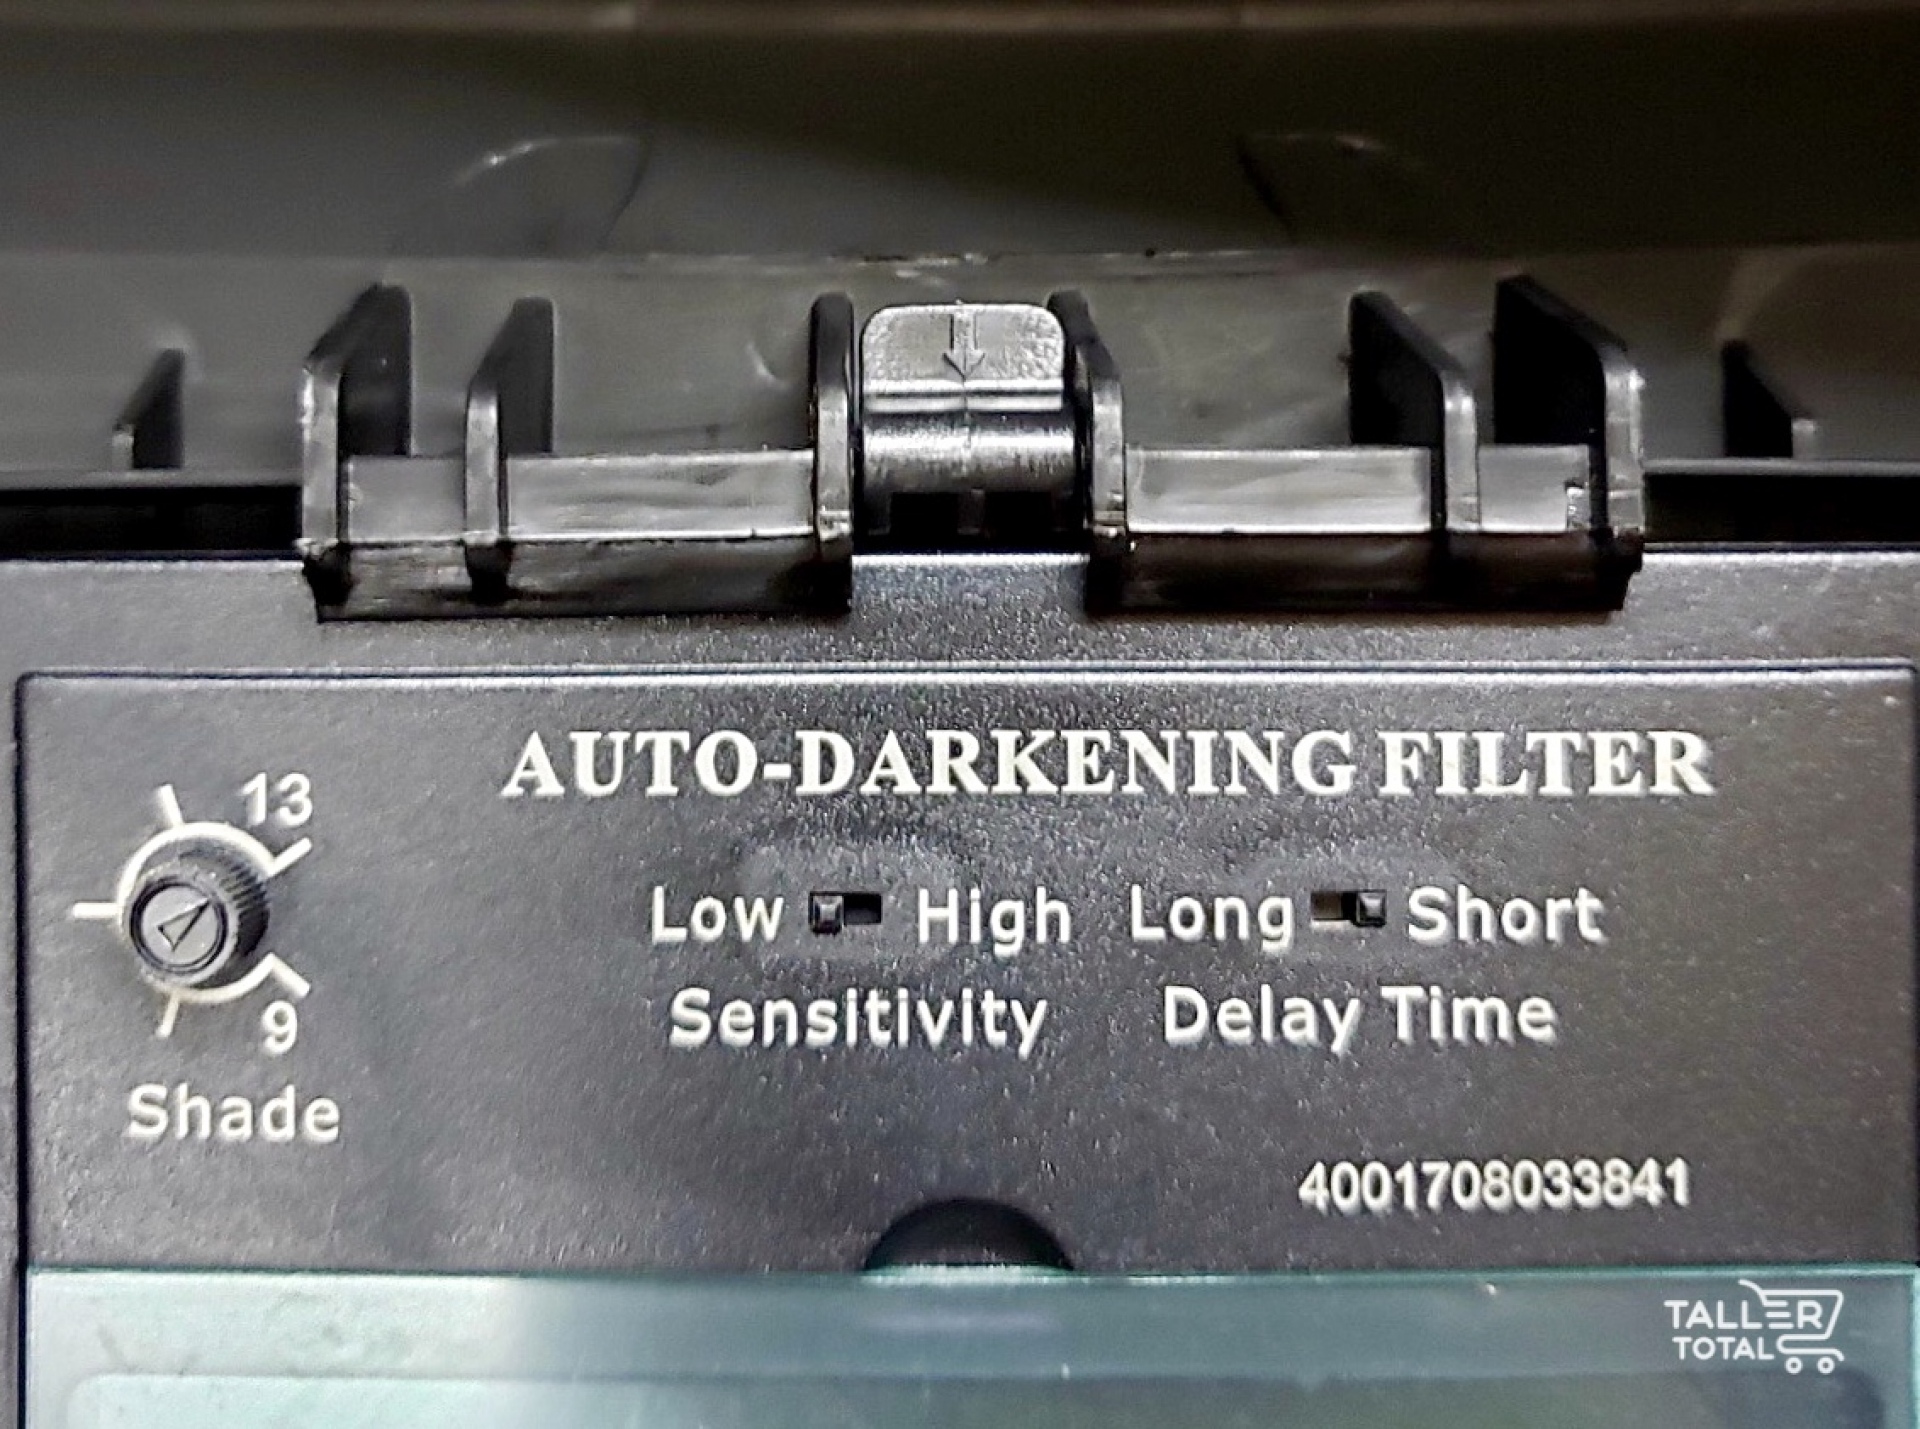 AUTO-DARKENING FILTER
13
Low High Long Short
9
Sensitivity Delay Time
Shade
4001708033841
TALLER
TOTAL